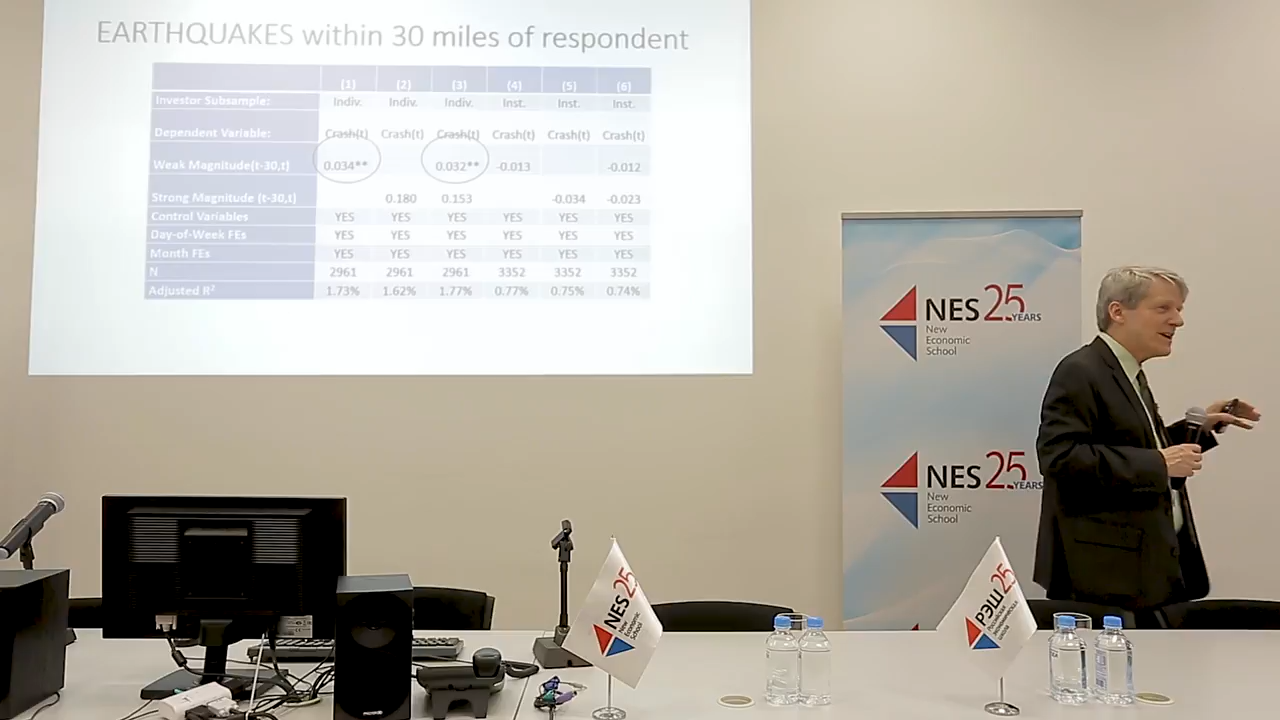 EARTHQUAKES within 30 miles of respondent
(1) (2) (3) (4) (5) (6)
Investor Subsample: Indiv. Indiv. Indiv. Inst. Inst. Inst.
Dependent Variable: Crash(t) Crash(t) Crash(t) Crash(t) Crash(t) Crash(t)
Weak Magnitude(t-30,t) 0.034** 0.032** -0.013 -0.012
Strong Magnitude (t-30,t) 0.180 0.153 -0.034 -0.023
Control Variables YES YES YES YES YES YES
Day-of-Week FEs YES YES YES YES YES YES
Month FEs YES YES YES YES YES YES
N 2961 2961 2961 3352 3352 3352
Adjusted R² 1.73% 1.62% 1.77% 0.77% 0.75% 0.74%
NES 25 YEARS
New
Economic
School
NES 25 YEARS
New
Economic
School
NES 25
New
Economic
School
РЭШ 25